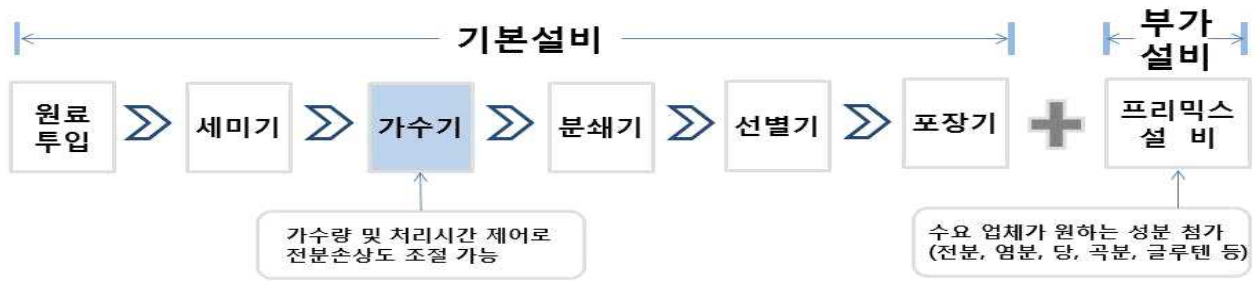 기본설비
부가
설비
원료
투입
세미기
가수기
분쇄기
선별기
포장기
프리믹스
설 비
가수량 및 처리시간 제어로
전분손상도 조절 가능
수요 업체가 원하는 성분 첨가
(전분, 염분, 당, 곡분, 글루텐 등)